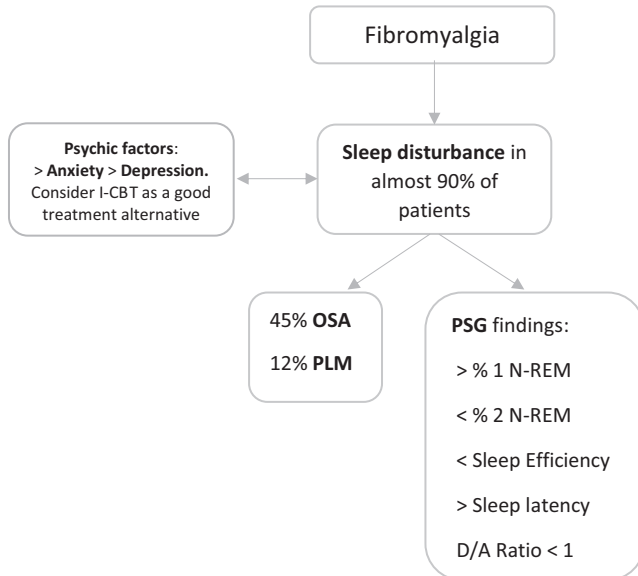 Fibromyalgia
Psychic factors:
> Anxiety > Depression.
Consider I-CBT as a good
treatment alternative
Sleep disturbance in
almost 90% of
patients
45% OSA
12% PLM
PSG findings:
> % 1 N-REM
< % 2 N-REM
< Sleep Efficiency
> Sleep latency
D/A Ratio < 1